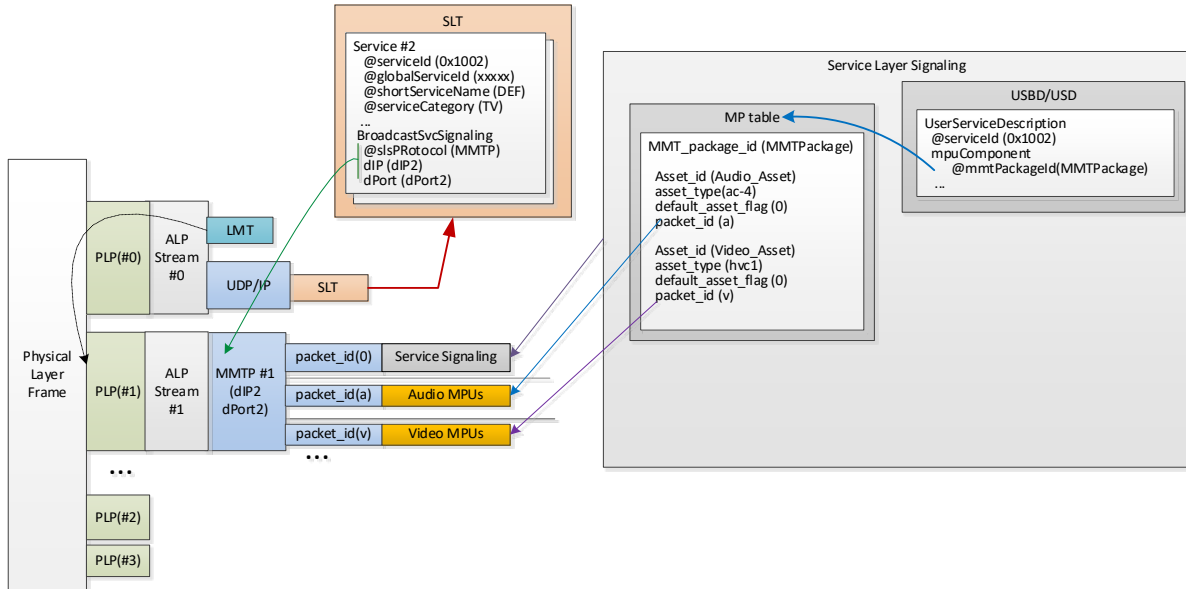 SLT
Service #2
@serviceId (0x1002)
@globalServiceId (xxxxx)
@shortServiceName (DEF)
@serviceCategory (TV)
...
BroadcastSvcSignaling
@slsPRotocol (MMTP)
dIP (dIP2)
dPort (dPort2)
Service Layer Signaling
USBD/USD
UserServiceDescription
@serviceId (0x1002)
mpuComponent
@mmtPackageId(MMTPackage)
...
MP table
MMT_package_id (MMTPackage)
Asset_id (Audio_Asset)
asset_type(ac-4)
default_asset_flag (0)
packet_id (a)
Asset_id (Video_Asset)
asset_type (hvc1)
default_asset_flag (0)
packet_id (v)
Physical
Layer
Frame
PLP(#0)
ALP
Stream
#0
LMT
UDP/IP
SLT
PLP(#1)
ALP
Stream
#1
MMTP #1
(dIP2
dPort2)
packet_id(0)
Service Signaling
packet_id(a)
Audio MPUs
packet_id(v)
Video MPUs
...
...
PLP(#2)
PLP(#3)